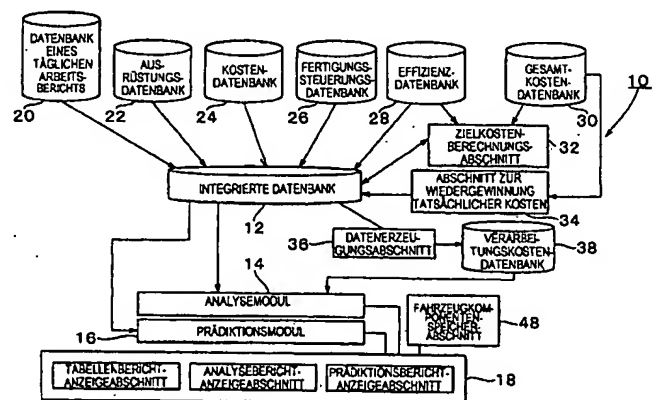 DATENBANK
EINES
TÄGLICHEN
ARBEITS-
BERICHTS
20
AUS-
RÜSTUNGS-
DATENBANK
22
KOSTEN-
DATENBANK
24
FERTIGUNGS-
STEUERUNGS-
DATENBANK
26
EFFIZIENZ-
DATENBANK
28
GESAMT-
KOSTEN-
DATENBANK
30
10
ZIELKOSTEN-
BERECHNUNGS-
ABSCHNITT
32
INTEGRIERTE DATENBANK
12
ABSCHNITT ZUR
WIEDERGEWINNUNG
TATSÄCHLICHER KOSTEN
34
36
DATENERZEU-
GUNGSABSCHNITT
VERARBEI-
TUNGSKOSTEN-
DATENBANK
38
14
ANALYSEMODUL
16
PRÄDIKTIONSMODUL
FAHRZEUGKOM-
PONENTEN-
SPEICHER-
ABSCHNITT
48
TABELLENBERICHT-
ANZEIGEABSCHNITT
ANALYSEBERICHT-
ANZEIGEABSCHNITT
PRÄDIKTIONSBERICHT-
ANZEIGEABSCHNITT
18